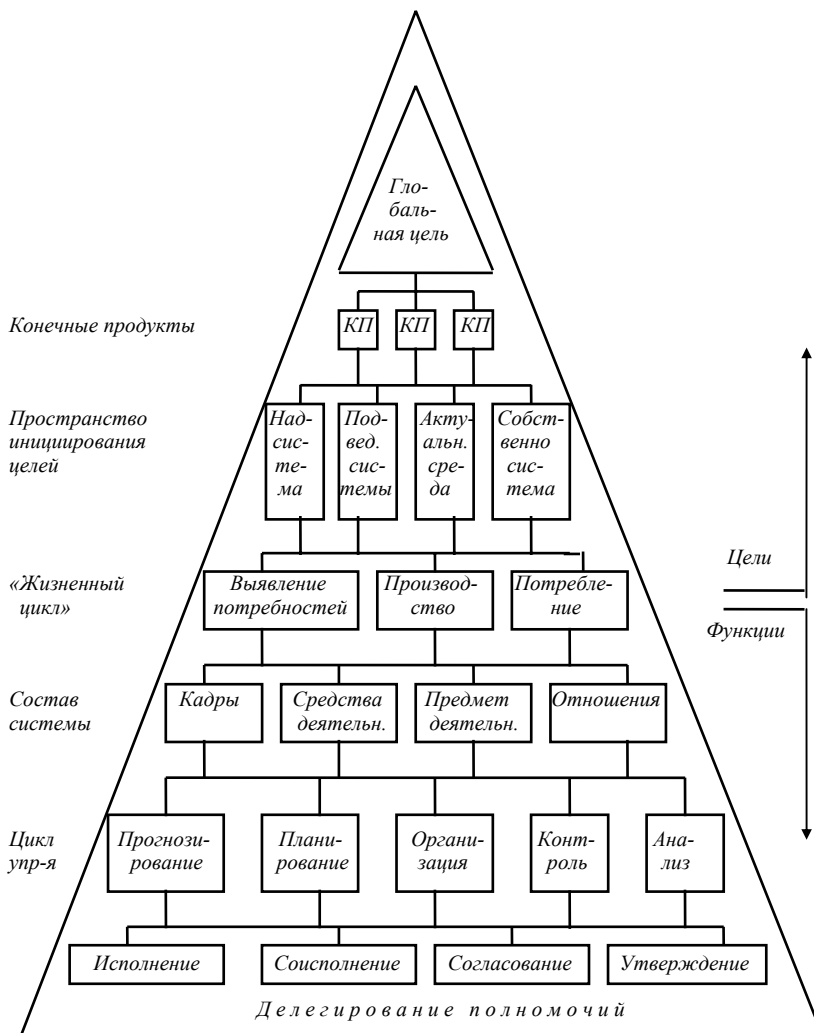 Гло-
баль-
ная цель
Конечные продукты
КП КП КП
Пространство
инициирования
целей
Над-
сис-
те-
ма
Под-
вед.
сис-
темы
Акту-
альн.
сре-
да
Собст-
венно
сис-
тема
«Жизненный
цикл»
Выявление
потребностей
Производ-
ство
Потребле-
ние
Цели
Функции
Состав
системы
Кадры
Средства
деятельн.
Предмет
деятельн.
Отношения
Цикл
упр-я
Прогнози-
рование
Плани-
рование
Органи-
зация
Конт-
роль
Ана-
лиз
Исполнение Соисполнение Согласование Утверждение
Делегирование полномочий